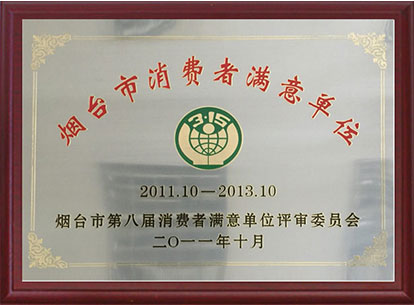 烟台市消费者满意单位
3·15
2011.10—2013.10
烟台市第八届消费者满意单位评审委员会
二〇一一年十月